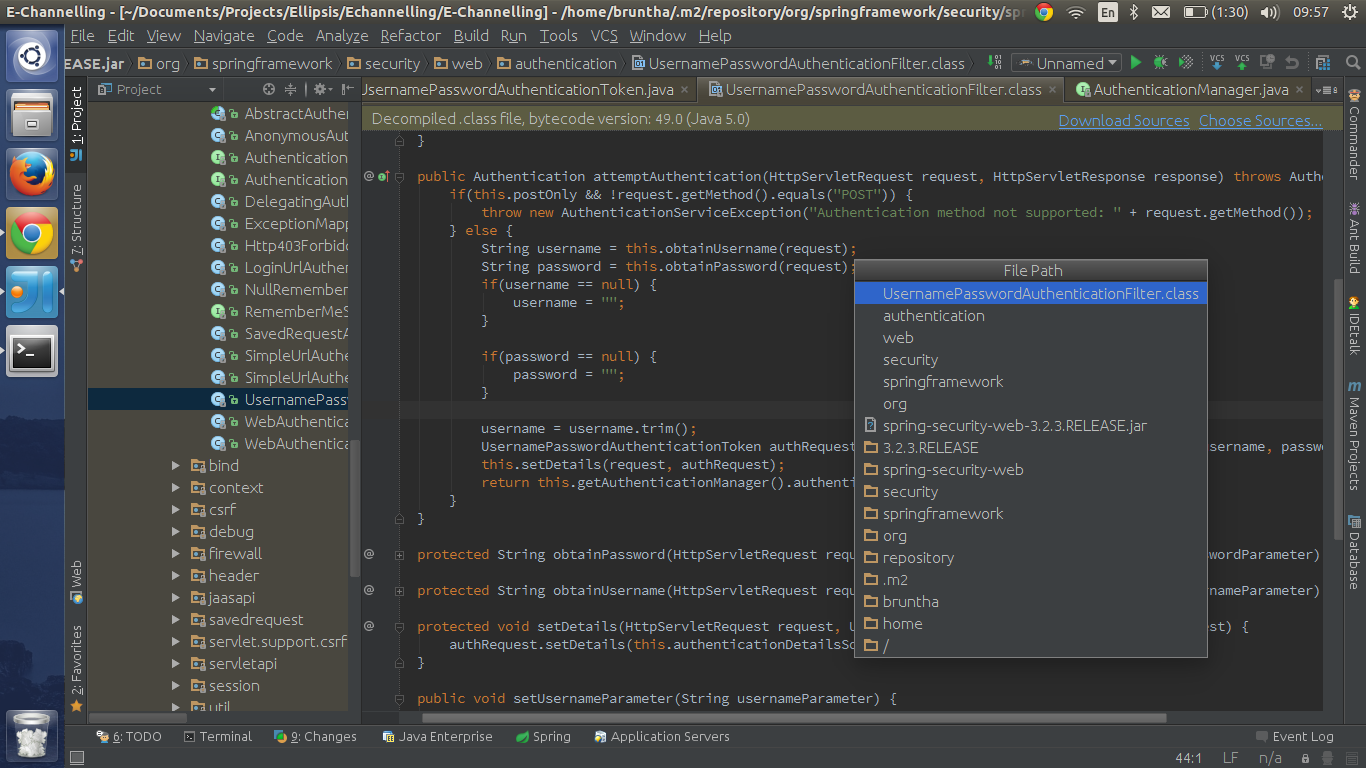 E-Channelling - [~/Documents/Projects/Ellipsis/Echannelling/E-Channelling] - /home/bruntha/.m2/repository/org/springframework/security/spr
En
(1:30)
09:57
File Edit View Navigate Code Analyze Refactor Build Run Tools VCS Window Help
EASE.jar org springframework security web authentication UsernamePasswordAuthenticationFilter.class
Unnamed
VCS VCS
Project
UsernamePasswordAuthenticationToken.java × UsernamePasswordAuthenticationFilter.class × AuthenticationManager.java ×
8
Decompiled .class file, bytecode version: 49.0 (Java 5.0)
Download Sources Choose Sources...
1: Project
7: Structure
Web
2: Favorites
AbstractAuthen
AnonymousAut
Authentication
Authentication
DelegatingAuth
ExceptionMapp
Http403Forbidd
LoginUrlAuthen
NullRemember
RememberMeS
SavedRequestA
SimpleUrlAuthe
SimpleUrlAuthe
UsernamePass
WebAuthentica
WebAuthentica
bind
context
csrf
debug
firewall
header
jaasapi
savedrequest
servlet.support.csrf
servletapi
session
util
}
public Authentication attemptAuthentication(HttpServletRequest request, HttpServletResponse response) throws Authe
if(this.postOnly && !request.getMethod().equals("POST")) {
throw new AuthenticationServiceException("Authentication method not supported: " + request.getMethod());
} else {
String username = this.obtainUsername(request);
String password = this.obtainPassword(request);
if(username == null) {
username = "";
}
if(password == null) {
password = "";
}
username = username.trim();
UsernamePasswordAuthenticationToken authRequest
sername, passw
this.setDetails(request, authRequest);
return this.getAuthenticationManager().authenti
}
}
protected String obtainPassword(HttpServletRequest requ
swordParameter)
protected String obtainUsername(HttpServletRequest requ
rnameParameter)
protected void setDetails(HttpServletRequest request, U
est) {
authRequest.setDetails(this.authenticationDetailsSo
}
public void setUsernameParameter(String usernameParameter) {
File Path
UsernamePasswordAuthenticationFilter.class
authentication
web
security
springframework
org
spring-security-web-3.2.3.RELEASE.jar
3.2.3.RELEASE
spring-security-web
security
springframework
org
repository
.m2
bruntha
home
/
Commander
Ant Build
IDEtalk
Maven Projects
Database
6: TODO Terminal 9: Changes Java Enterprise Spring Application Servers
Event Log
44:1 LF n/a